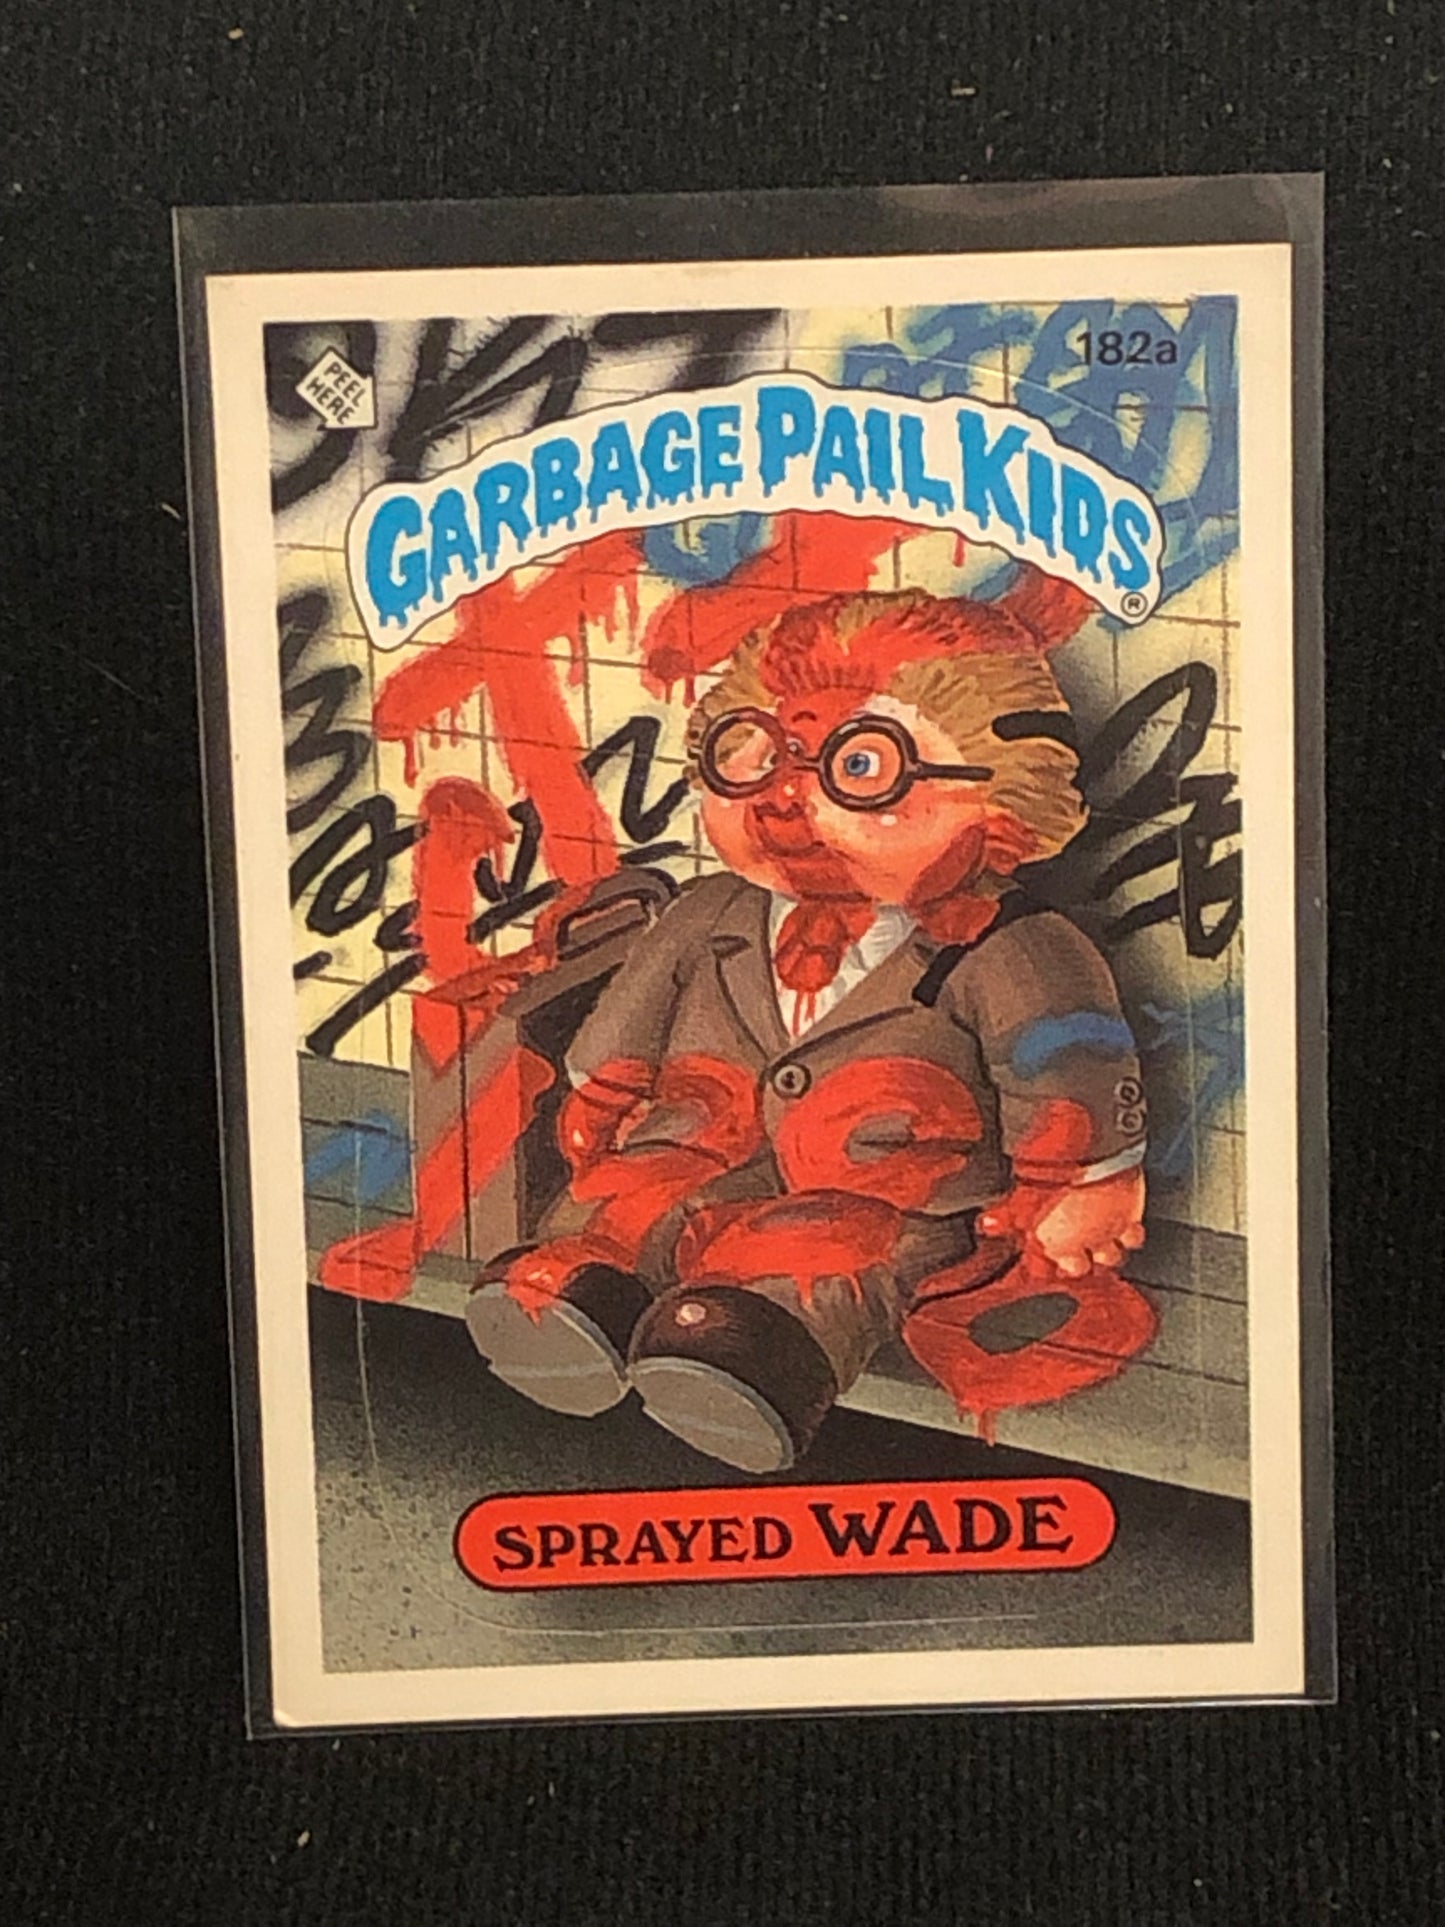 PEEL
HERE
182a
GARBAGE PAIL KIDS®
SPRAYED WADE